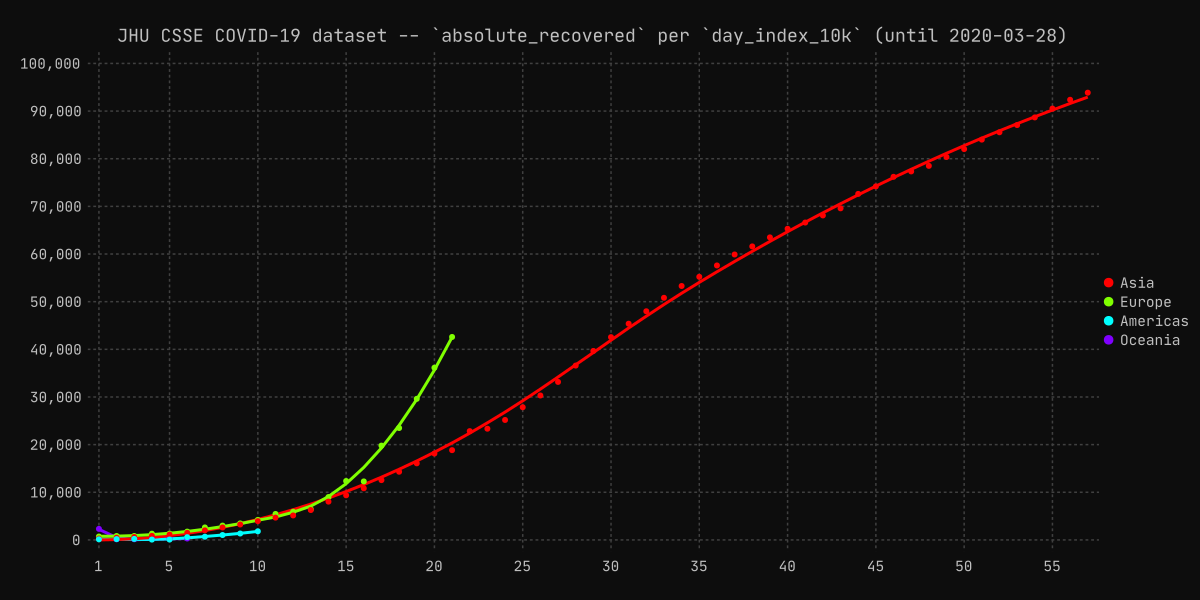 JHU CSSE COVID-19 dataset -- `absolute_recovered` per `day_index_10k` (until 2020-03-28)
100,000
90,000
80,000
70,000
60,000
50,000
40,000
30,000
20,000
10,000
0
1 5 10 15 20 25 30 35 40 45 50 55
Asia
Europe
Americas
Oceania